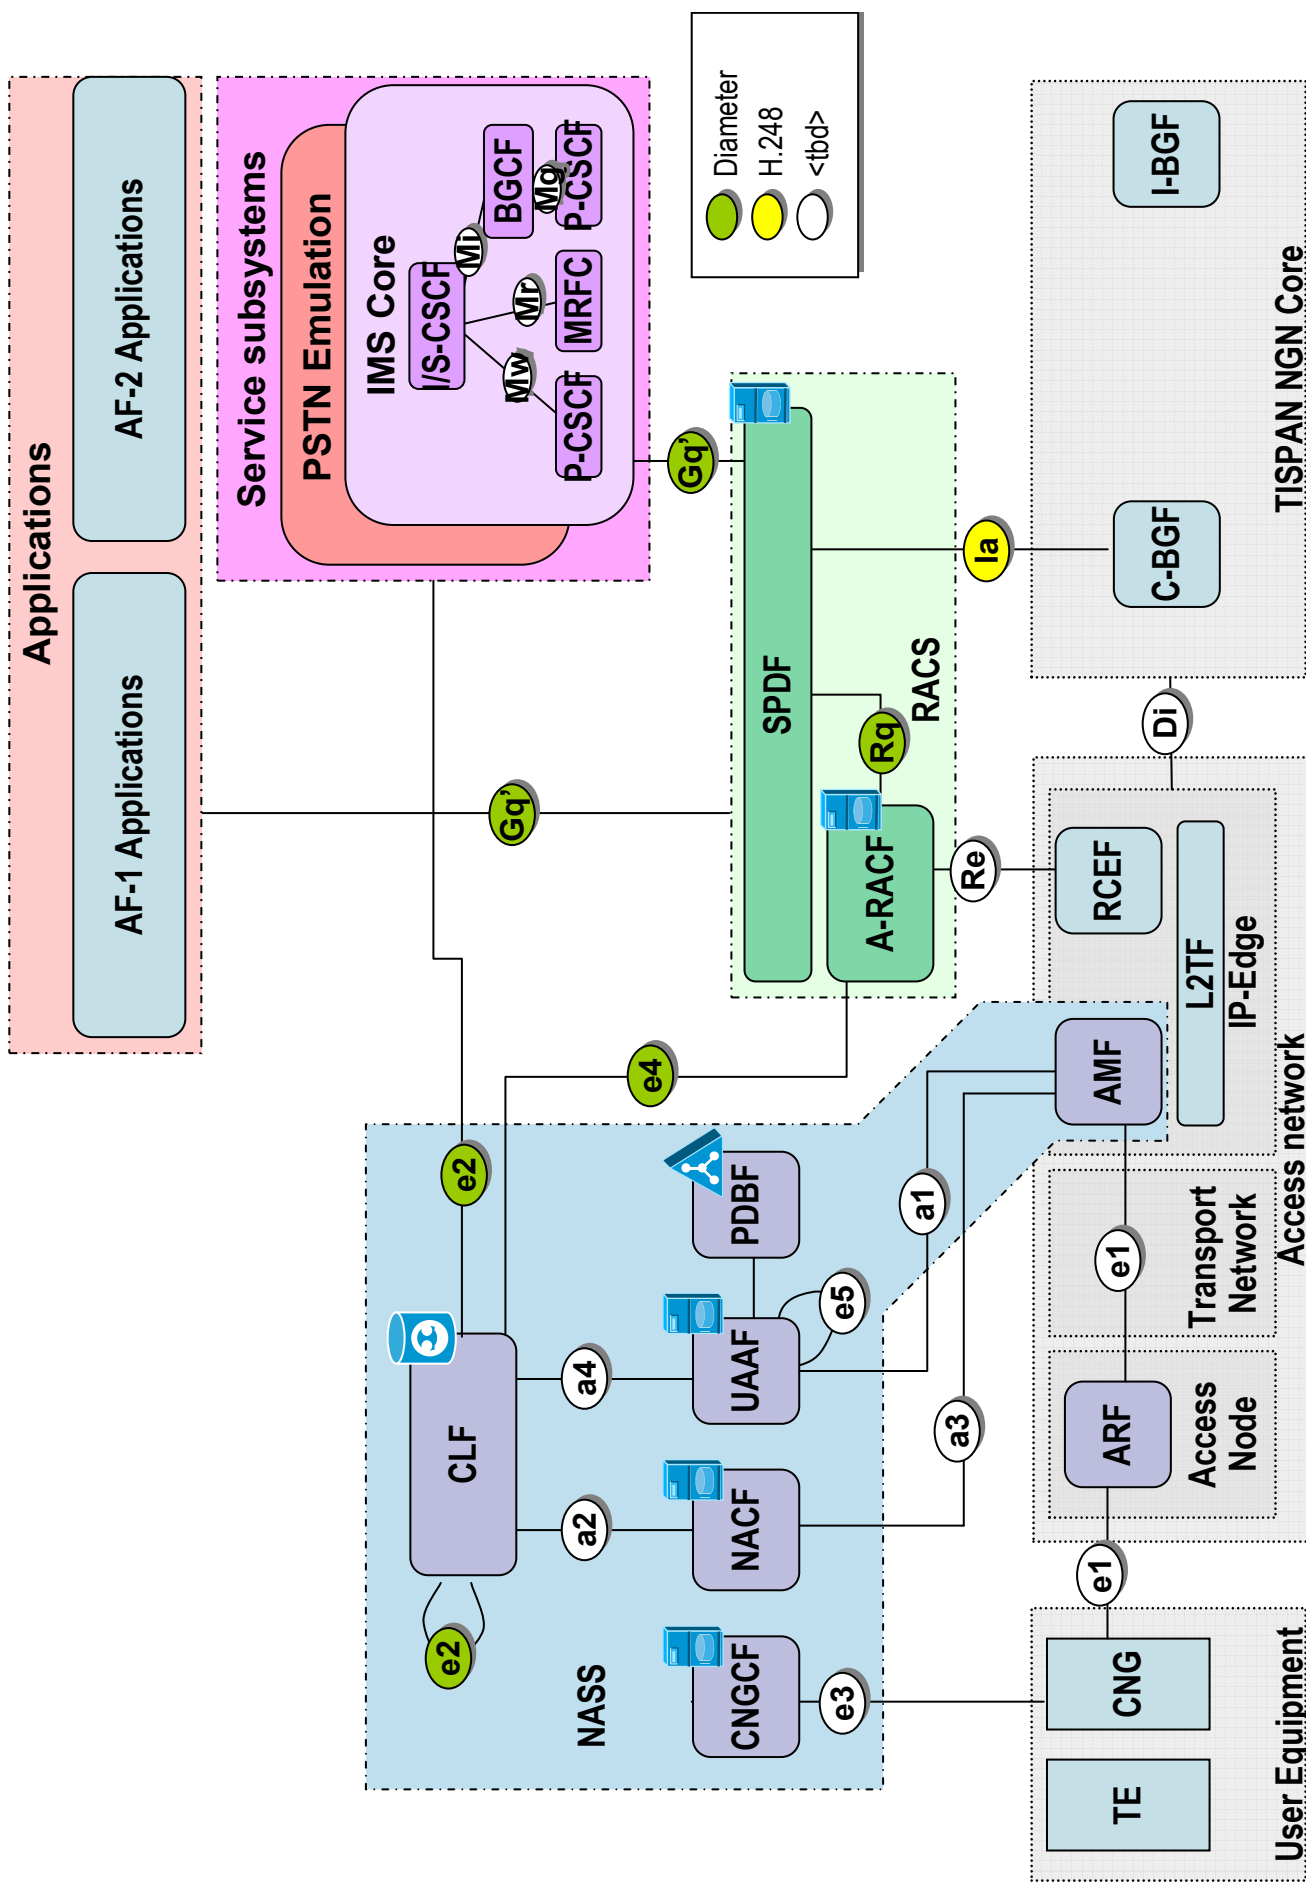 Applications
AF-1 Applications
AF-2 Applications
Service subsystems
PSTN Emulation
IMS Core
I/S-CSCF
Mi
BGCF
Mw
Mr
Mg
P-CSCF
MRFC
P-CSCF
Diameter
H.248
<tbd>
e2
e2
CLF
e4
Gq'
Gq'
a2
a4
NASS
CNGCF
NACF
UAAF
PDBF
SPDF
e3
e5
A-RACF
Rq
RACS
a3
a1
Re
Ia
e1
e1
TE
CNG
User Equipment
ARF
Access
Node
Transport
Network
AMF
RCEF
L2TF
IP-Edge
Access network
Di
C-BGF
I-BGF
TISPAN NGN Core